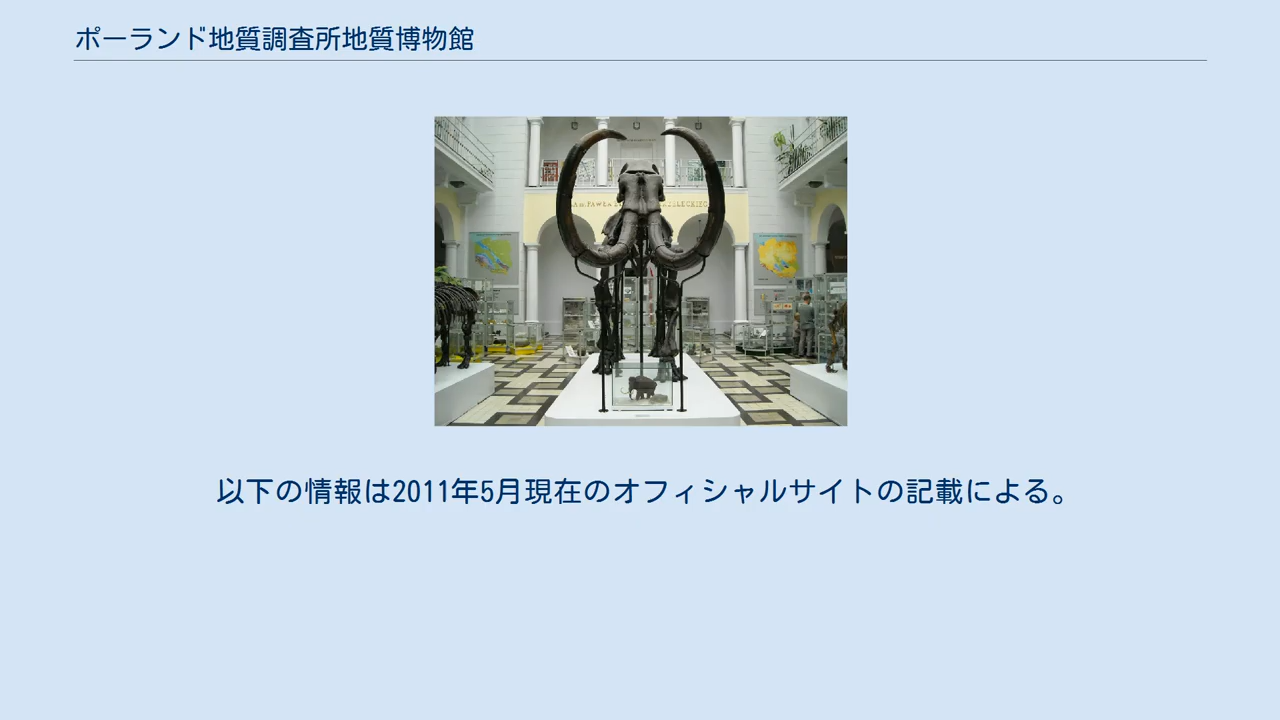 ポーランド地質調査所地質博物館
以下の情報は2011年5月現在のオフィシャルサイトの記載による。